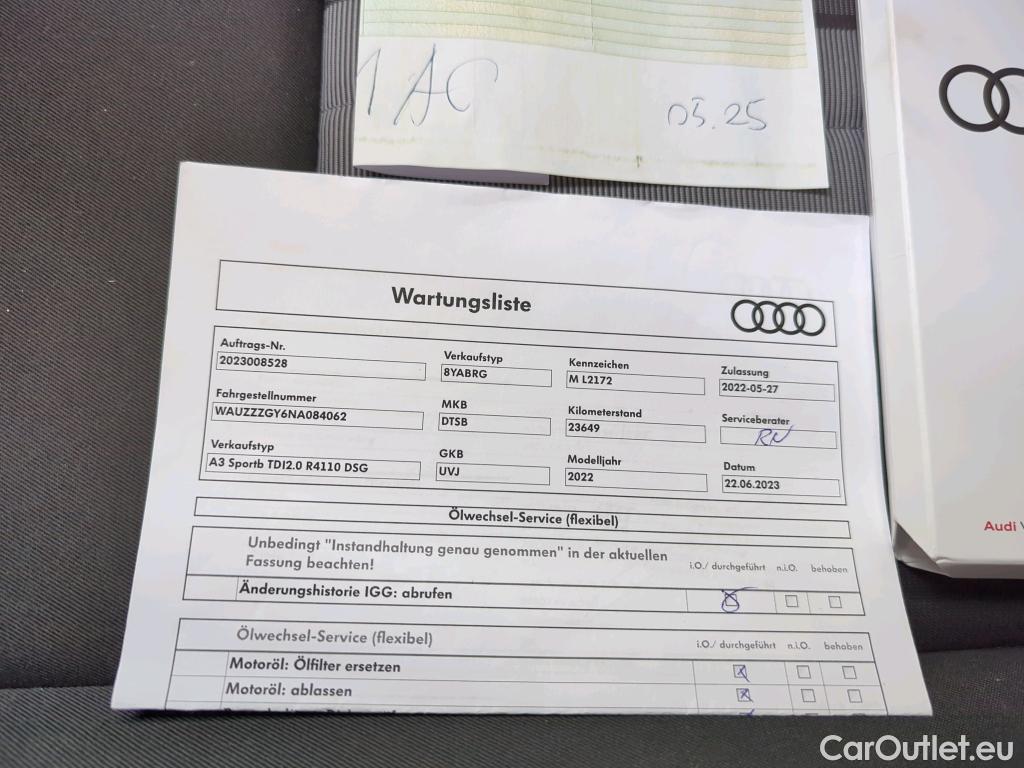 1 AC
05.25
Wartungsliste
Auftrags-Nr. Verkaufstyp Kennzeichen Zulassung
2023008528 8YABRG M L2172 2022-05-27
Fahrgestellnummer MKB Kilometerstand Serviceberater
WAUZZZGY6NA084062 DTSB 23649 RN
Verkaufstyp GKB Modelljahr Datum
A3 Sportb TDI2.0 R4110 DSG UVJ 2022 22.06.2023
Ölwechsel-Service (flexibel)
Unbedingt "Instandhaltung genau genommen" in der aktuellen
Fassung beachten! i.O./ durchgeführt n.i.O. behoben
Änderungshistorie IGG: abrufen
Ölwechsel-Service (flexibel) i.O./ durchgeführt n.i.O. behoben
Motoröl: Ölfilter ersetzen
Motoröl: ablassen
Audi
CarOutlet.eu